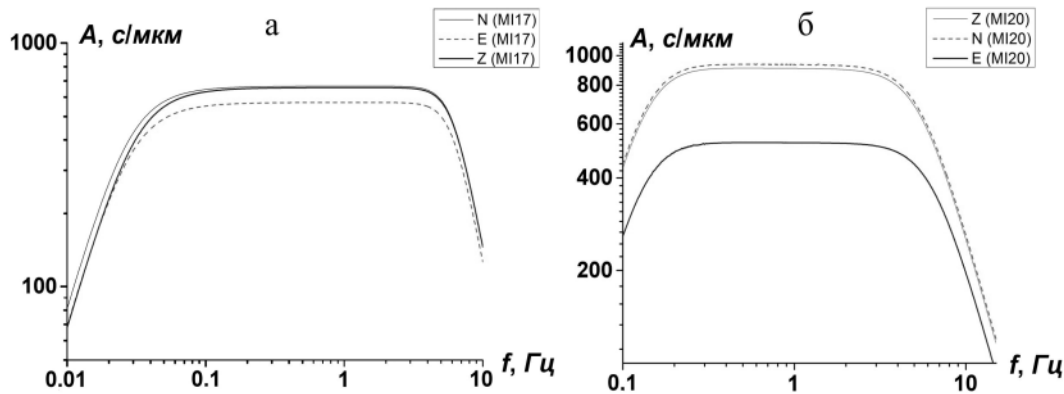 а
N (MI17)
E (MI17)
Z (MI17)
A, с/мкм
1000
100
0.01
0.1
1
10
f, Гц
б
Z (MI20)
N (MI20)
E (MI20)
A, с/мкм
1000
800
600
400
200
0.1
1
10
f, Гц